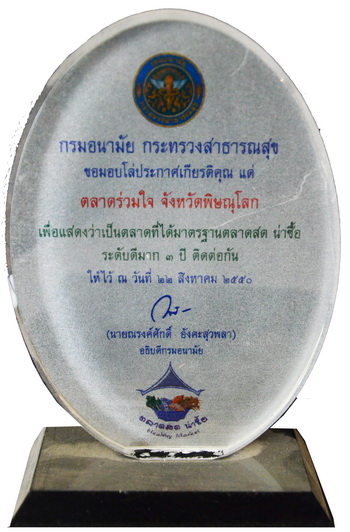 กรมอนามัย กระทรวงสาธารณสุข
ขอมอบโล่ประกาศเกียรติคุณ แด่
ตลาดร่วมใจ จังหวัดพิษณุโลก
เพื่อแสดงว่าเป็นตลาดที่ได้มาตรฐานตลาดสด น่าซื้อ
ระดับดีมาก ๓ ปี ติดต่อกัน
ให้ไว้ ณ วันที่ ๒๒ สิงหาคม ๒๕๕๐
(นายณรงค์ศักดิ์ อังคะสุวพลา)
อธิบดีกรมอนามัย
ตลาดสด น่าซื้อ
Healthy Market